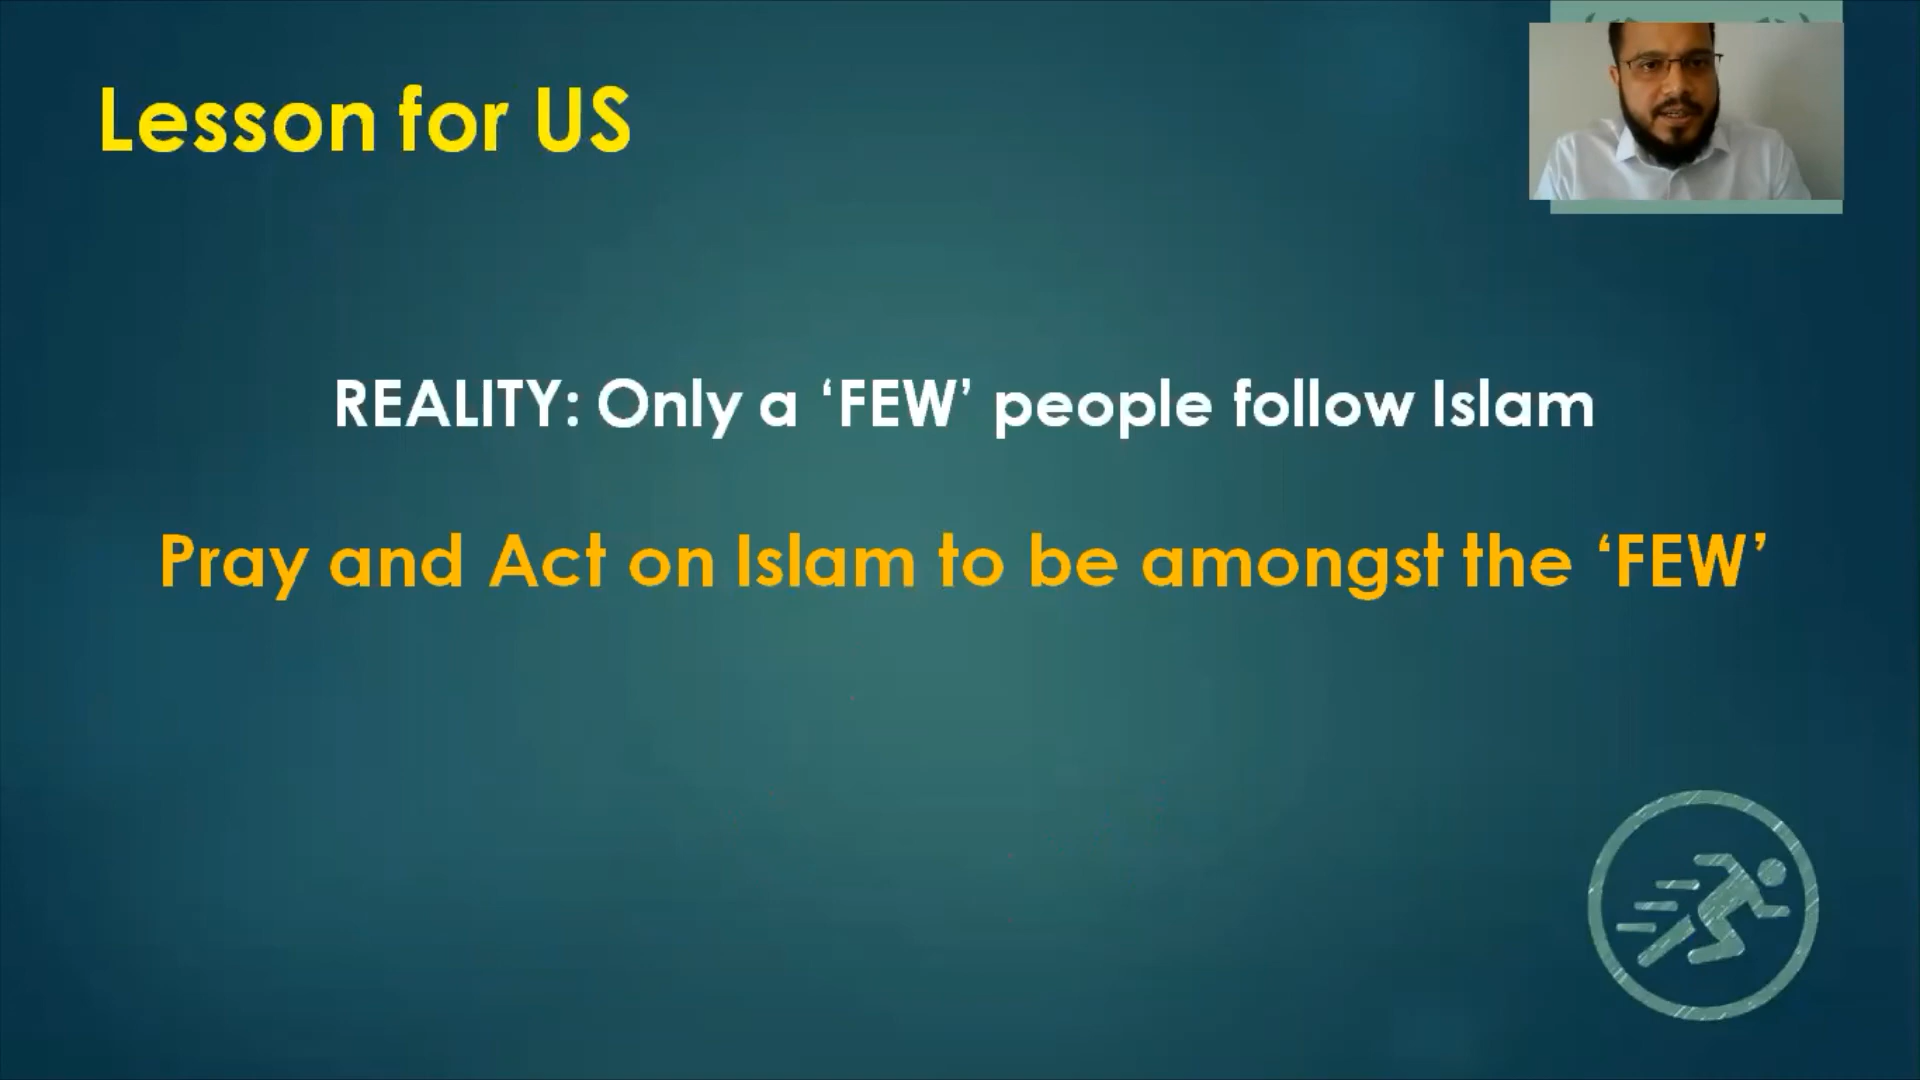 Lesson for US
REALITY: Only a ‘FEW’ people follow Islam
Pray and Act on Islam to be amongst the ‘FEW’